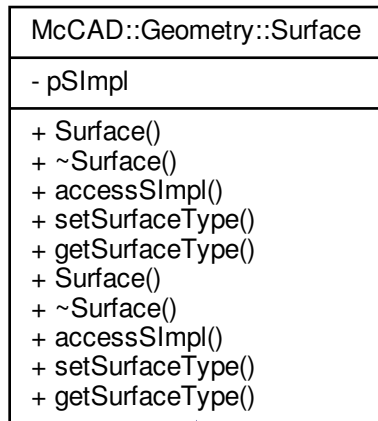 McCAD::Geometry::Surface
- pSImpl
+ Surface()
+ ~Surface()
+ accessSImpl()
+ setSurfaceType()
+ getSurfaceType()
+ Surface()
+ ~Surface()
+ accessSImpl()
+ setSurfaceType()
+ getSurfaceType()